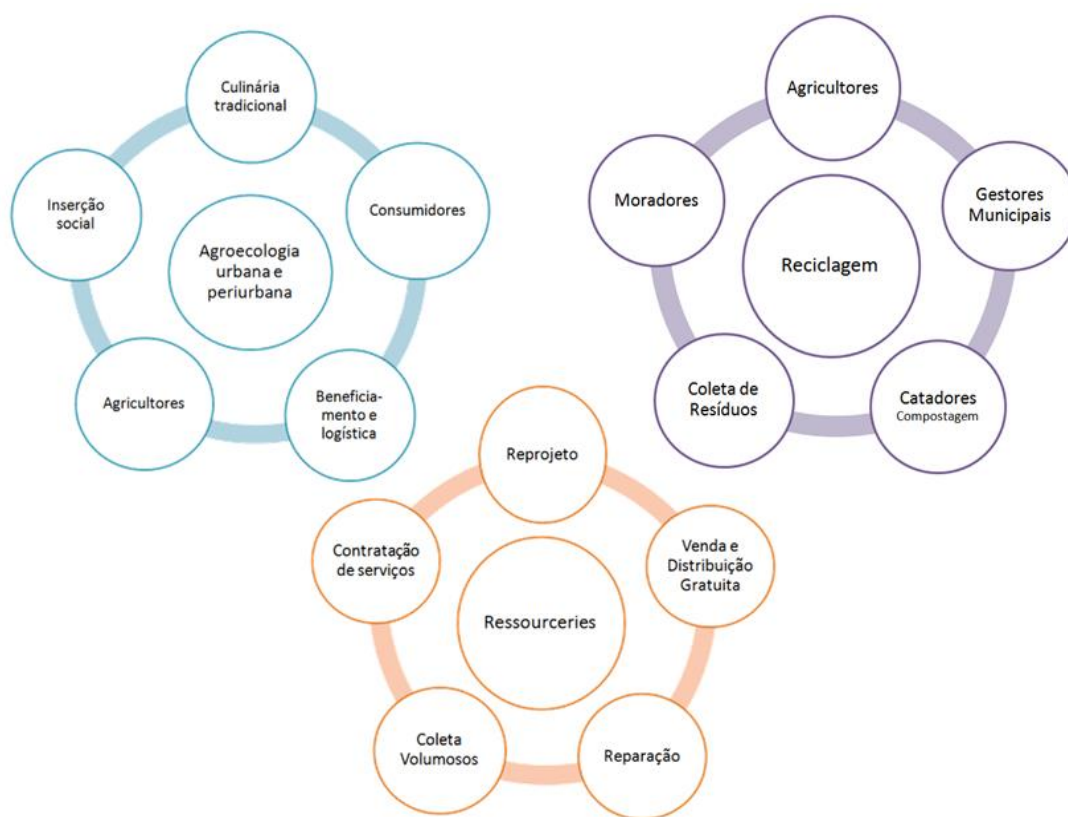 Culinária
tradicional
Consumidores
Beneficia-
mento e
logística
Agricultores
Inserção
social
Agroecologia
urbana e
periurbana
Agricultores
Gestores
Municipais
Catadores
Compostagem
Coleta de
Resíduos
Moradores
Reciclagem
Reprojeto
Venda e
Distribuição
Gratuita
Reparação
Coleta
Volumosos
Contratação
de serviços
Ressourceries